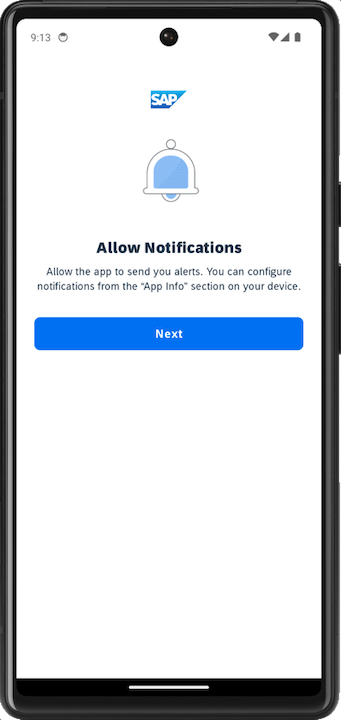 9:13
SAP
Allow Notifications
Allow the app to send you alerts. You can configure
notifications from the “App Info” section on your device.
Next